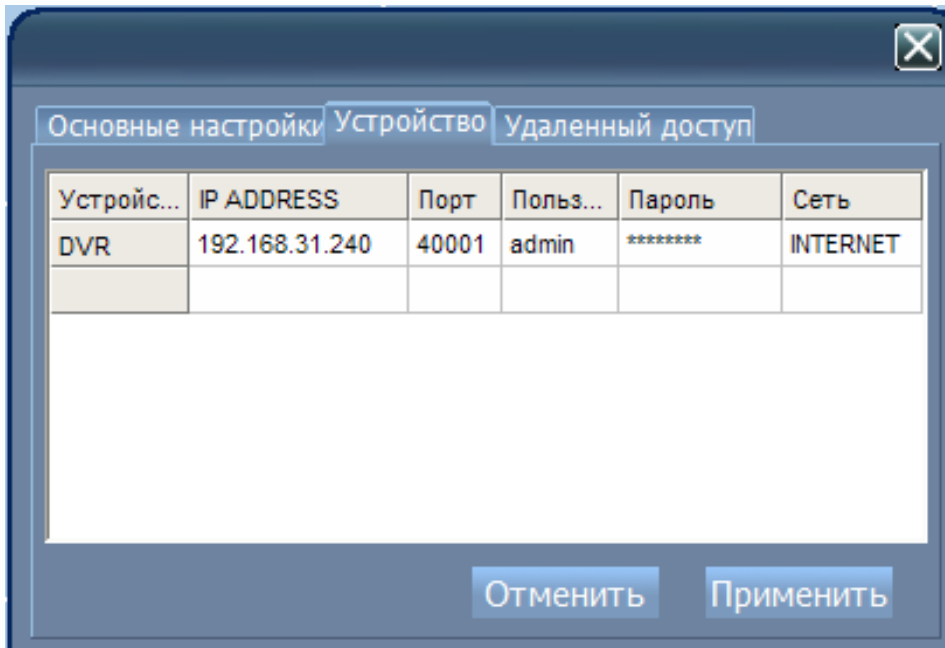 Основные настройки Устройство Удаленный доступ
Устройс... IP ADDRESS Порт Польз... Пароль Сеть
DVR 192.168.31.240 40001 admin ******** INTERNET
Отменить Применить